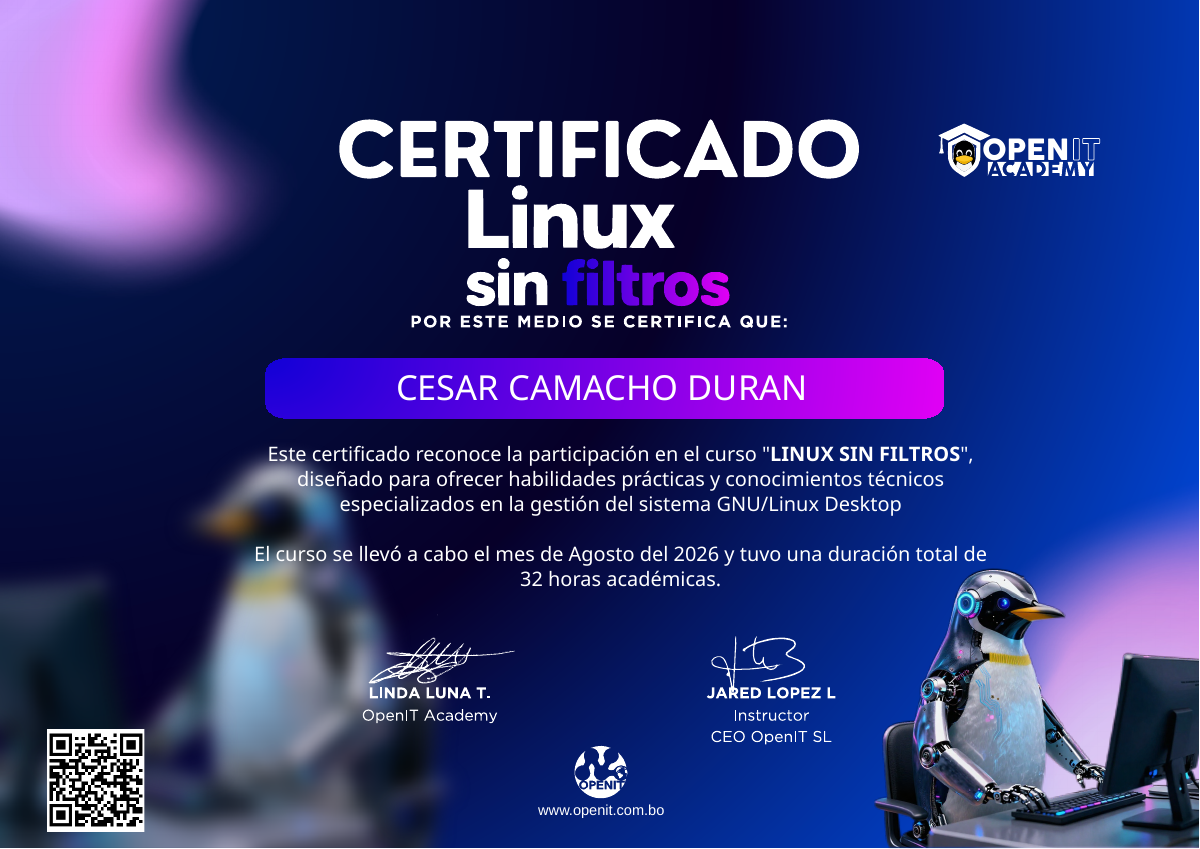 CERTIFICADO
OPENIT
ACADEMY
Linux
sin filtros
POR ESTE MEDIO SE CERTIFICA QUE:
CESAR CAMACHO DURAN
Este certificado reconoce la participación en el curso "LINUX SIN FILTROS",
diseñado para ofrecer habilidades prácticas y conocimientos técnicos
especializados en la gestión del sistema GNU/Linux Desktop
El curso se llevó a cabo el mes de Agosto del 2026 y tuvo una duración total de
32 horas académicas.
LINDA LUNA T.
OpenIT Academy
JARED LOPEZ L
Instructor
CEO OpenIT SL
OPENIT
www.openit.com.bo